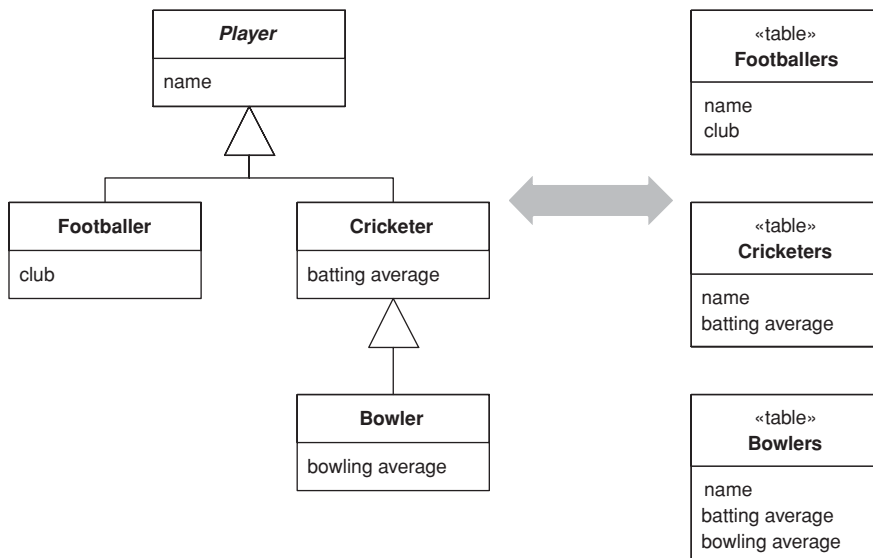 Player
name
Footballer
club
Cricketer
batting average
Bowler
bowling average
«table»
Footballers
name
club
«table»
Cricketers
name
batting average
«table»
Bowlers
name
batting average
bowling average